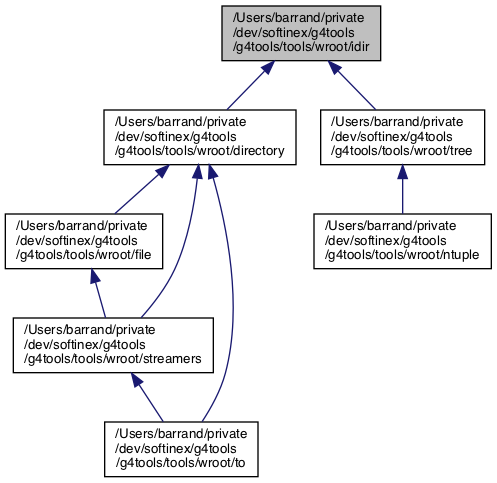 /Users/barrand/private
/dev/softinex/g4tools
/g4tools/tools/wroot/idir
/Users/barrand/private
/dev/softinex/g4tools
/g4tools/tools/wroot/directory
/Users/barrand/private
/dev/softinex/g4tools
/g4tools/tools/wroot/tree
/Users/barrand/private
/dev/softinex/g4tools
/g4tools/tools/wroot/file
/Users/barrand/private
/dev/softinex/g4tools
/g4tools/tools/wroot/ntuple
/Users/barrand/private
/dev/softinex/g4tools
/g4tools/tools/wroot/streamers
/Users/barrand/private
/dev/softinex/g4tools
/g4tools/tools/wroot/to